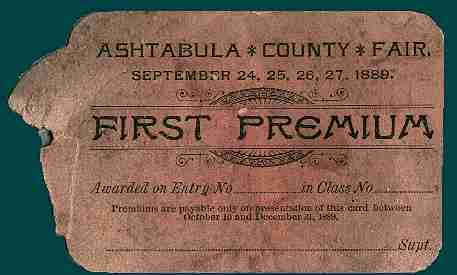 ASHTABULA * COUNTY * FAIR.
SEPTEMBER 24, 25, 26, 27, 1889.
FIRST PREMIUM
Awarded on Entry No. in Class No.
Premiums are payable only on presentation of this card between
October 10 and December 31, 1889.
Supt.